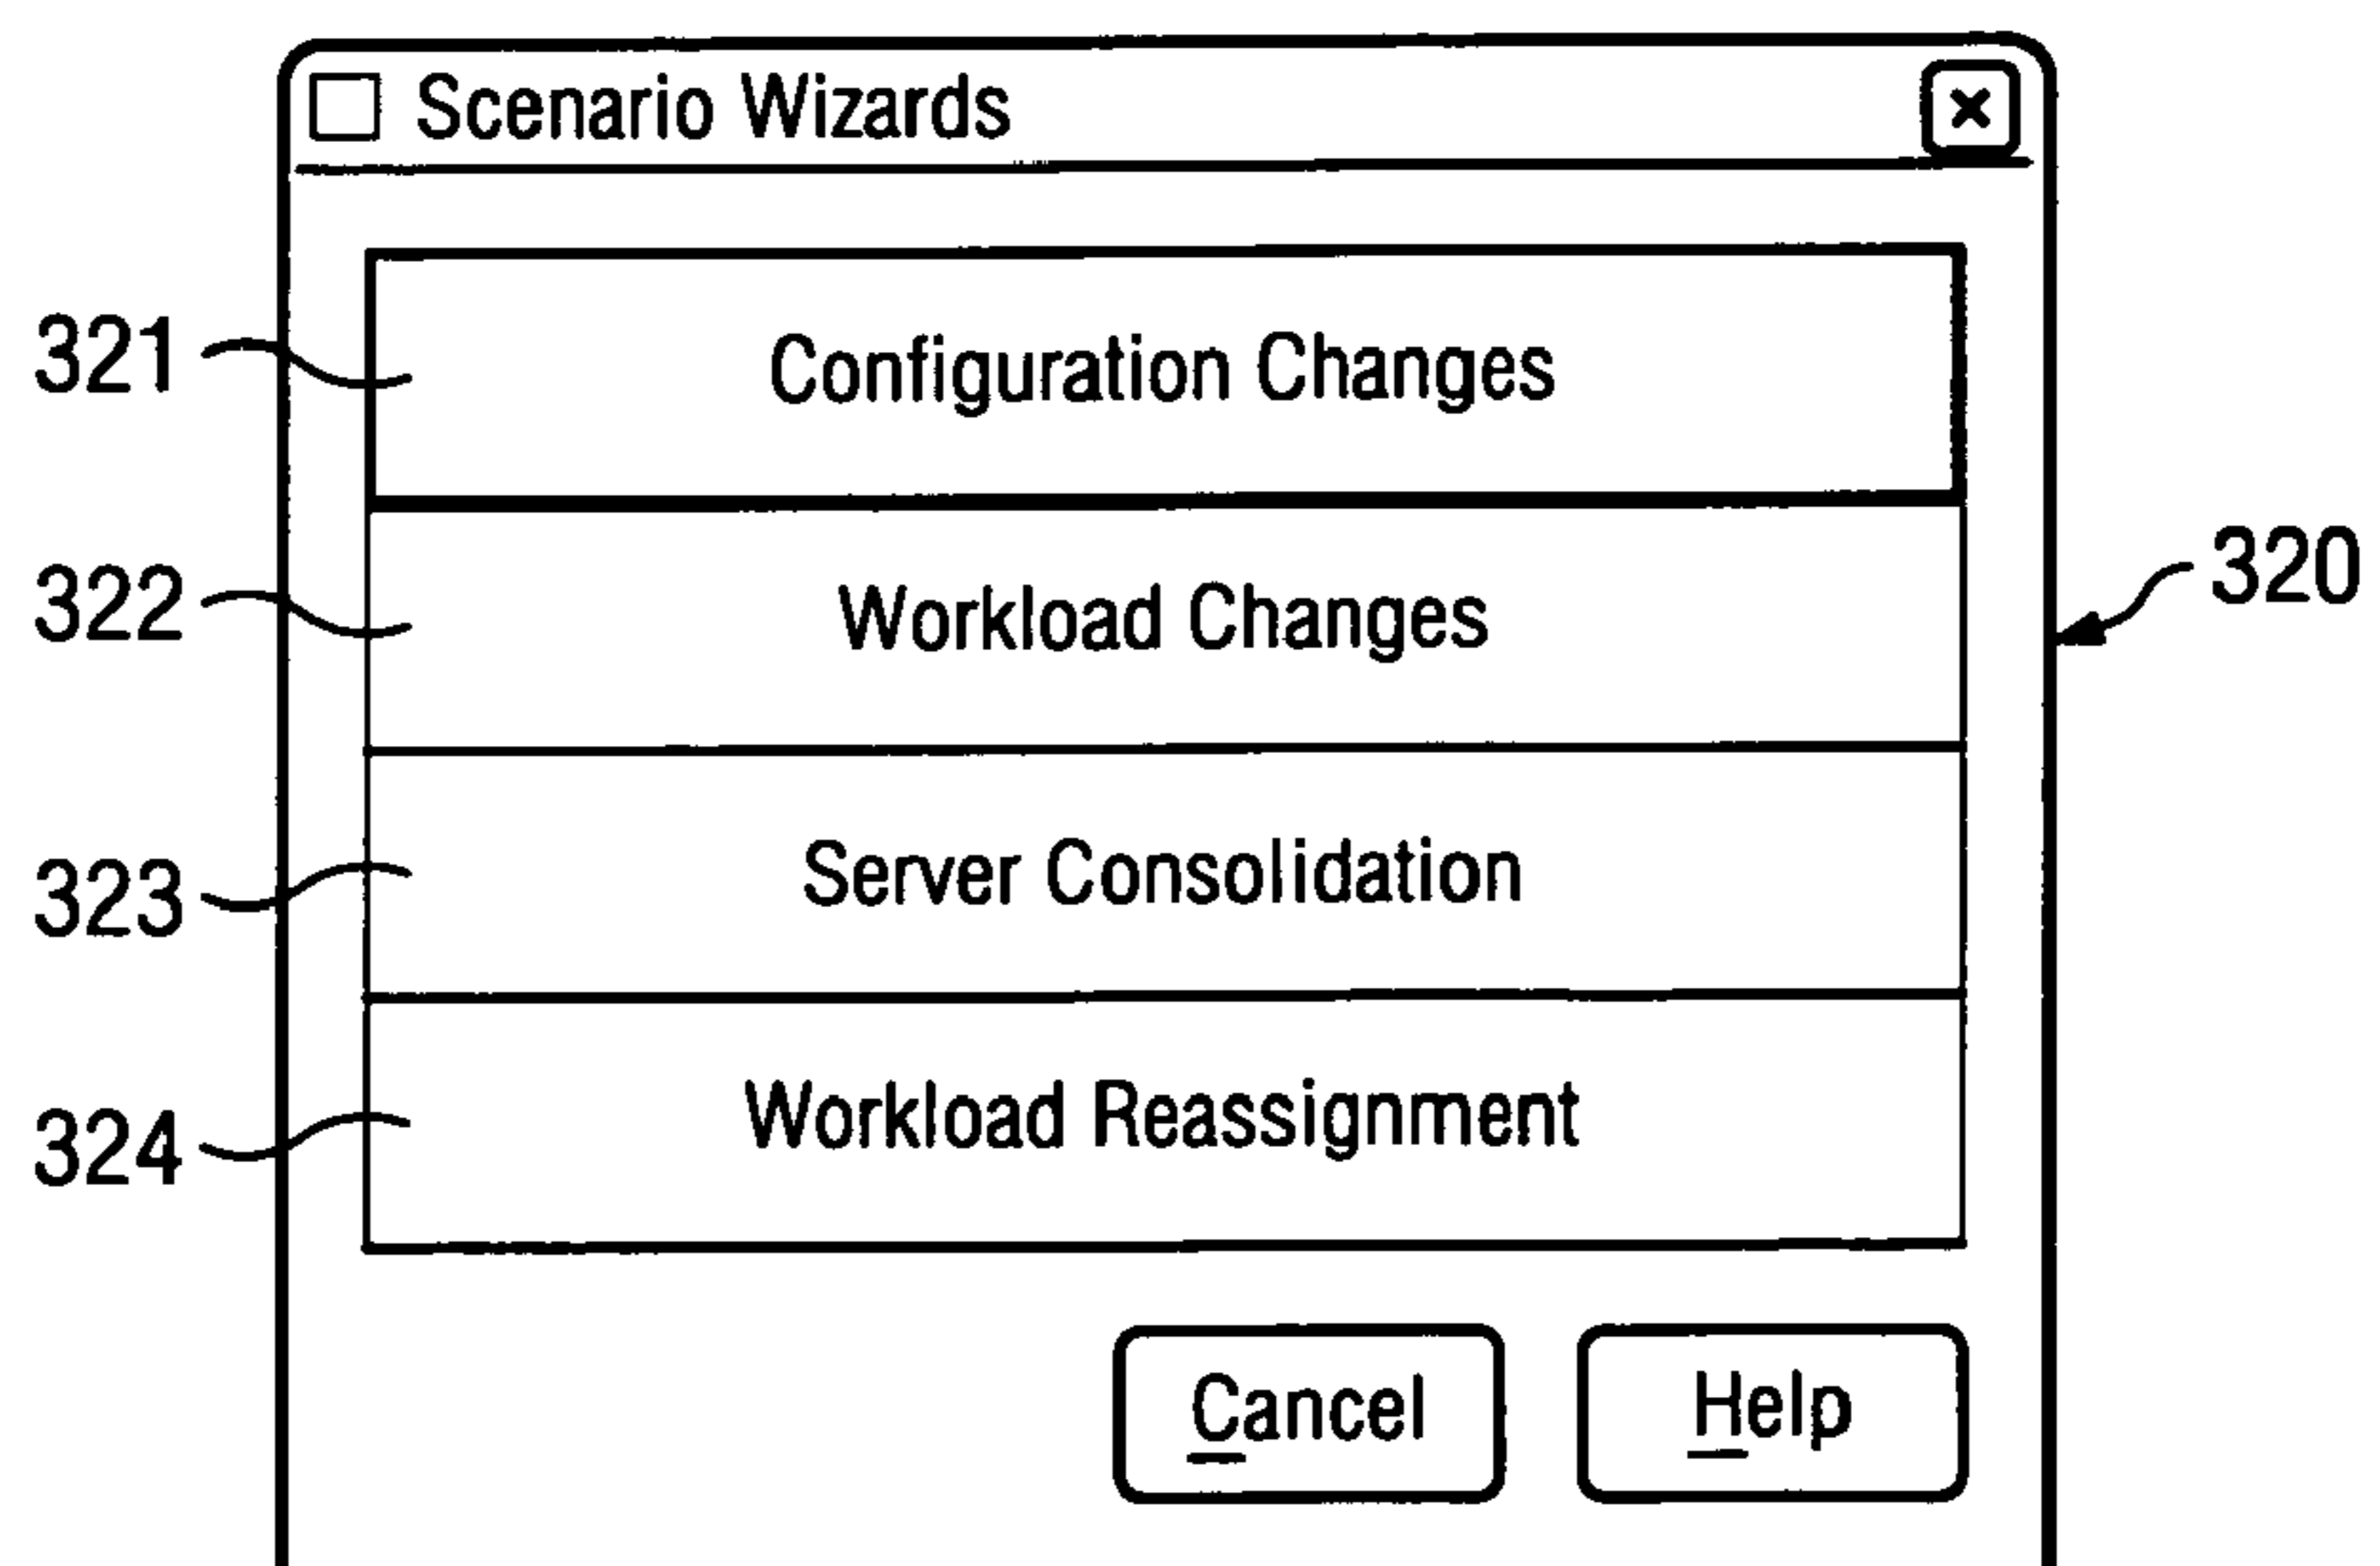 Scenario Wizards
321
Configuration Changes
322
Workload Changes
320
323
Server Consolidation
324
Workload Reassignment
Cancel
Help